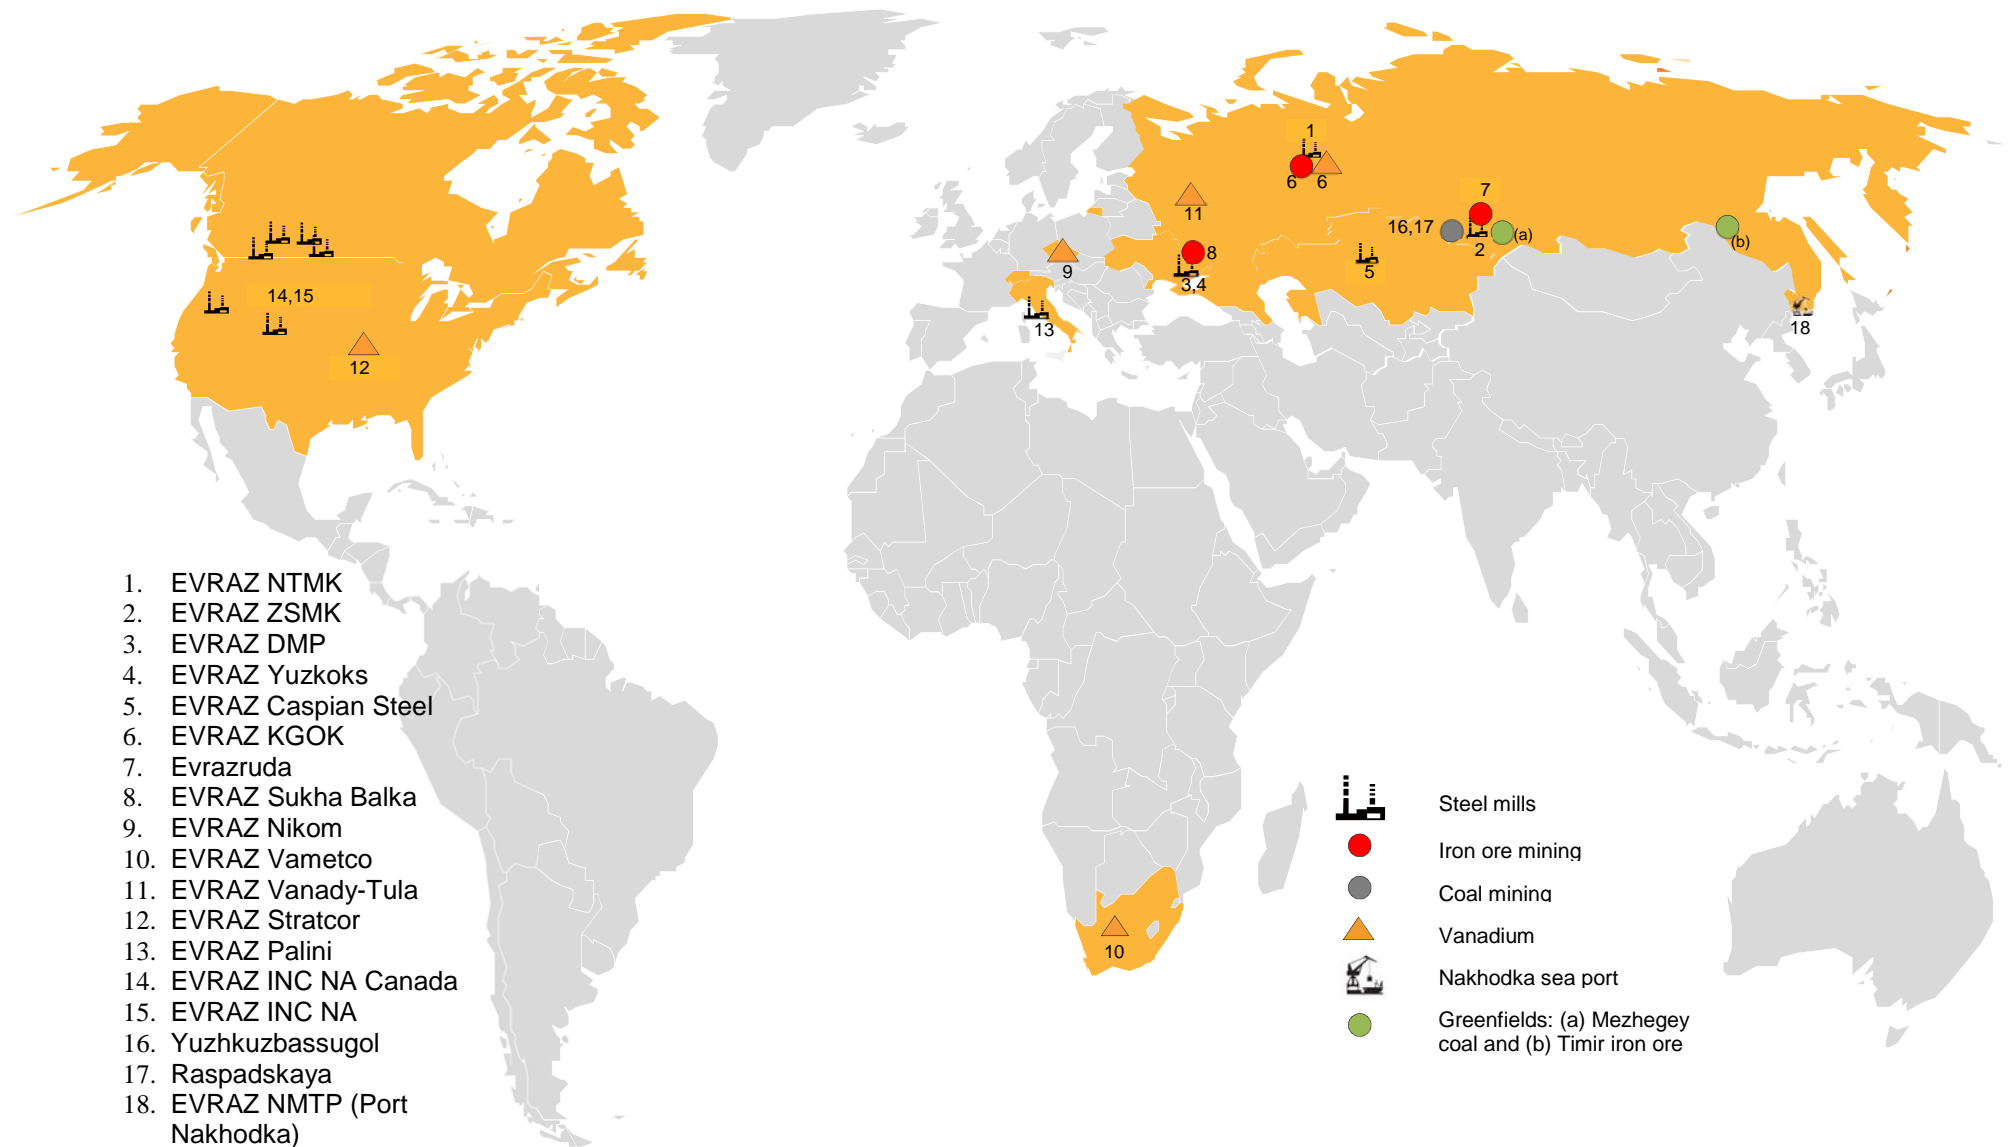 1
6
6
7
11
16,17
(a)
(b)
2
8
9
5
3,4
14,15
13
18
12
1. EVRAZ NTMK
2. EVRAZ ZSMK
3. EVRAZ DMP
4. EVRAZ Yuzkoks
5. EVRAZ Caspian Steel
6. EVRAZ KGOK
7. Evrazruda
8. EVRAZ Sukha Balka
9. EVRAZ Nikom
10. EVRAZ Vametco
11. EVRAZ Vanady-Tula
12. EVRAZ Stratcor
13. EVRAZ Palini
14. EVRAZ INC NA Canada
15. EVRAZ INC NA
16. Yuzhkuzbassugol
17. Raspadskaya
18. EVRAZ NMTP (Port
Nakhodka)
10
Steel mills
Iron ore mining
Coal mining
Vanadium
Nakhodka sea port
Greenfields: (a) Mezhegey
coal and (b) Timir iron ore